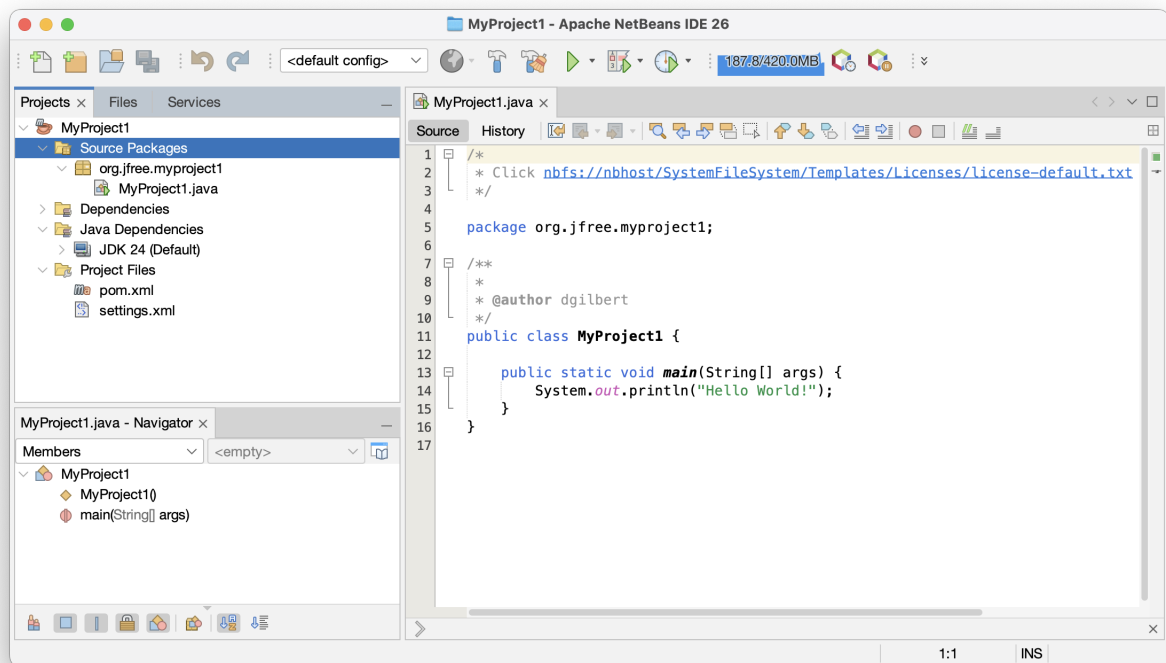 MyProject1 - Apache NetBeans IDE 26
<default config>
187.8/420.0MB
Projects
Files
Services
MyProject1
Source Packages
org.jfree.myproject1
MyProject1.java
Dependencies
Java Dependencies
JDK 24 (Default)
Project Files
pom.xml
settings.xml
MyProject1.java - Navigator
Members
<empty>
MyProject1
MyProject1()
main(String[] args)
MyProject1.java
Source
History
1 /*
2 * Click nbfs://nbhost/SystemFileSystem/Templates/Licenses/license-default.txt
3 */
4
5 package org.jfree.myproject1;
6
7 /**
8 *
9 * @author dgilbert
10 */
11 public class MyProject1 {
12
13 public static void main(String[] args) {
14 System.out.println("Hello World!");
15 }
16 }
17
1:1
INS